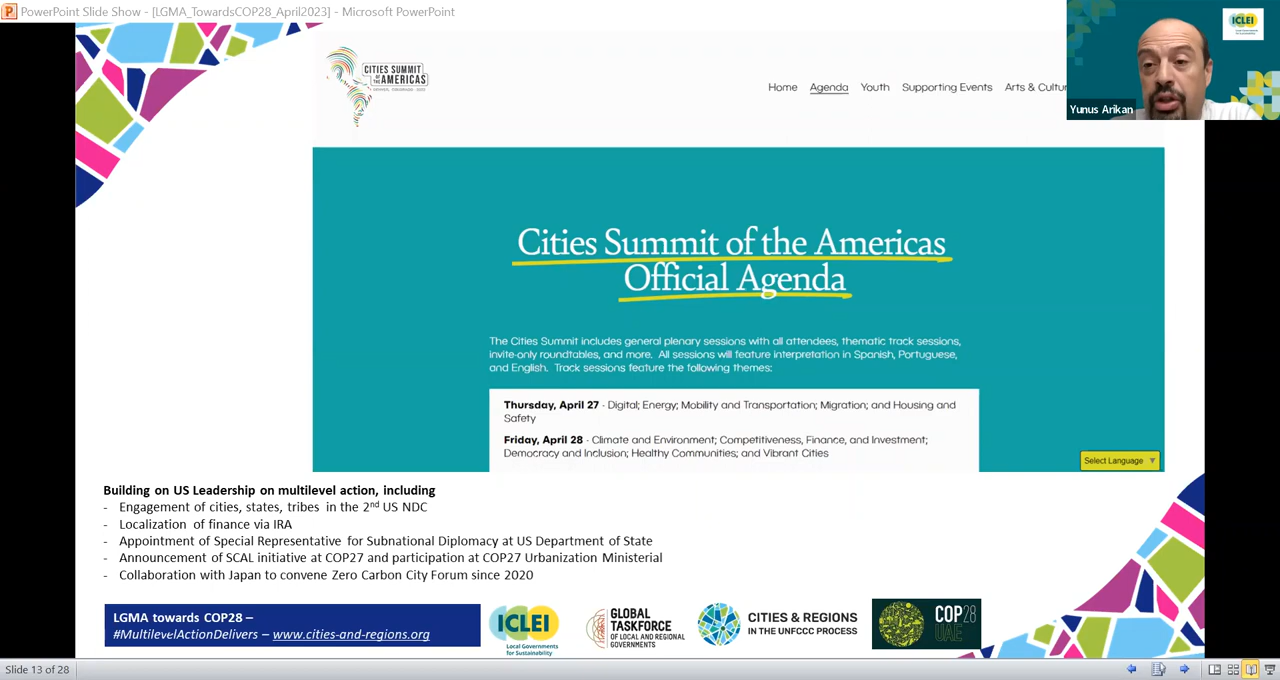 PowerPoint Slide Show - [LGMA_TowardsCOP28_April2023] - Microsoft PowerPoint
ICLEI
Yunus Arikan
CITIES SUMMIT
OF THE AMERICAS
DENVER, COLORADO 2023
Home Agenda Youth Supporting Events Arts & Cultur
Cities Summit of the Americas
Official Agenda
The Cities Summit includes general plenary sessions with all attendees, thematic track sessions,
invite-only roundtables, and more. All sessions will feature interpretation in Spanish, Portuguese,
and English. Track sessions feature the following themes:
Thursday, April 27 - Digital; Energy; Mobility and Transportation; Migration; and Housing and
Safety
Friday, April 28 - Climate and Environment; Competitiveness, Finance, and Investment;
Democracy and Inclusion; Healthy Communities; and Vibrant Cities
Select Language ▼
Building on US Leadership on multilevel action, including
- Engagement of cities, states, tribes in the 2nd US NDC
- Localization of finance via IRA
- Appointment of Special Representative for Subnational Diplomacy at US Department of State
- Announcement of SCAL initiative at COP27 and participation at COP27 Urbanization Ministerial
- Collaboration with Japan to convene Zero Carbon City Forum since 2020
LGMA towards COP28 –
#MultilevelActionDelivers – www.cities-and-regions.org
ICLEI
Local Governments
for Sustainability
GLOBAL
TASKFORCE
OF LOCAL AND REGIONAL
GOVERNMENTS
CITIES & REGIONS
IN THE UNFCCC PROCESS
COP28
UAE
Slide 13 of 28